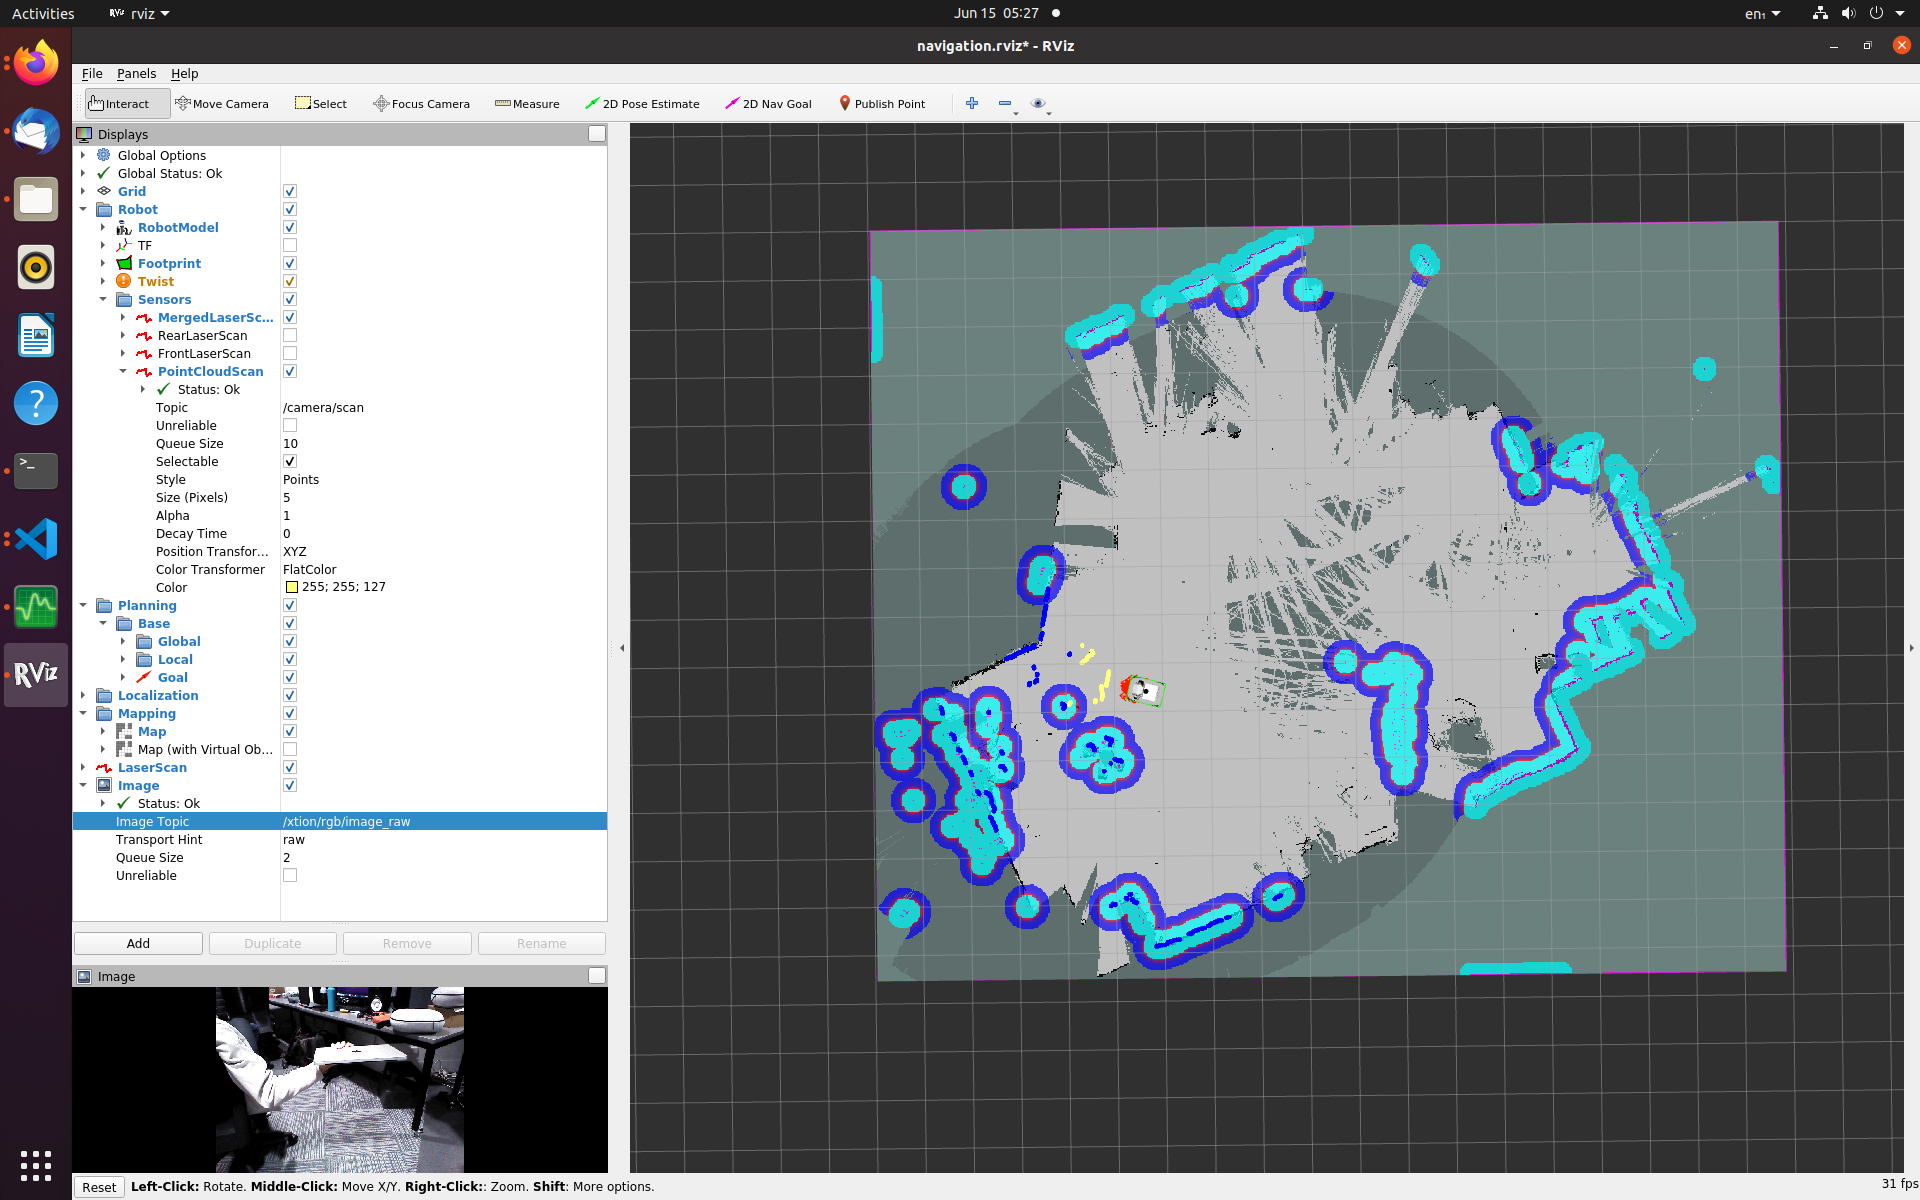 Activities
RViz
rviz
Jun 15 05:27
en₁
navigation.rviz* - RViz
File Panels Help
Interact Move Camera Select Focus Camera Measure 2D Pose Estimate 2D Nav Goal Publish Point
Displays
Global Options
Global Status: Ok
Grid
Robot
RobotModel
TF
Footprint
Twist
Sensors
MergedLaserSc...
RearLaserScan
FrontLaserScan
PointCloudScan
Status: Ok
Topic /camera/scan
Unreliable
Queue Size 10
Selectable
Style Points
Size (Pixels) 5
Alpha 1
Decay Time 0
Position Transfor... XYZ
Color Transformer FlatColor
Color 255; 255; 127
Planning
Base
Global
Local
Goal
Localization
Mapping
Map
Map (with Virtual Ob...
LaserScan
Image
Status: Ok
Image Topic /xtion/rgb/image_raw
Transport Hint raw
Queue Size 2
Unreliable
Add Duplicate Remove Rename
Image
RViz
Reset Left-Click: Rotate. Middle-Click: Move X/Y. Right-Click:: Zoom. Shift: More options.
31 fps